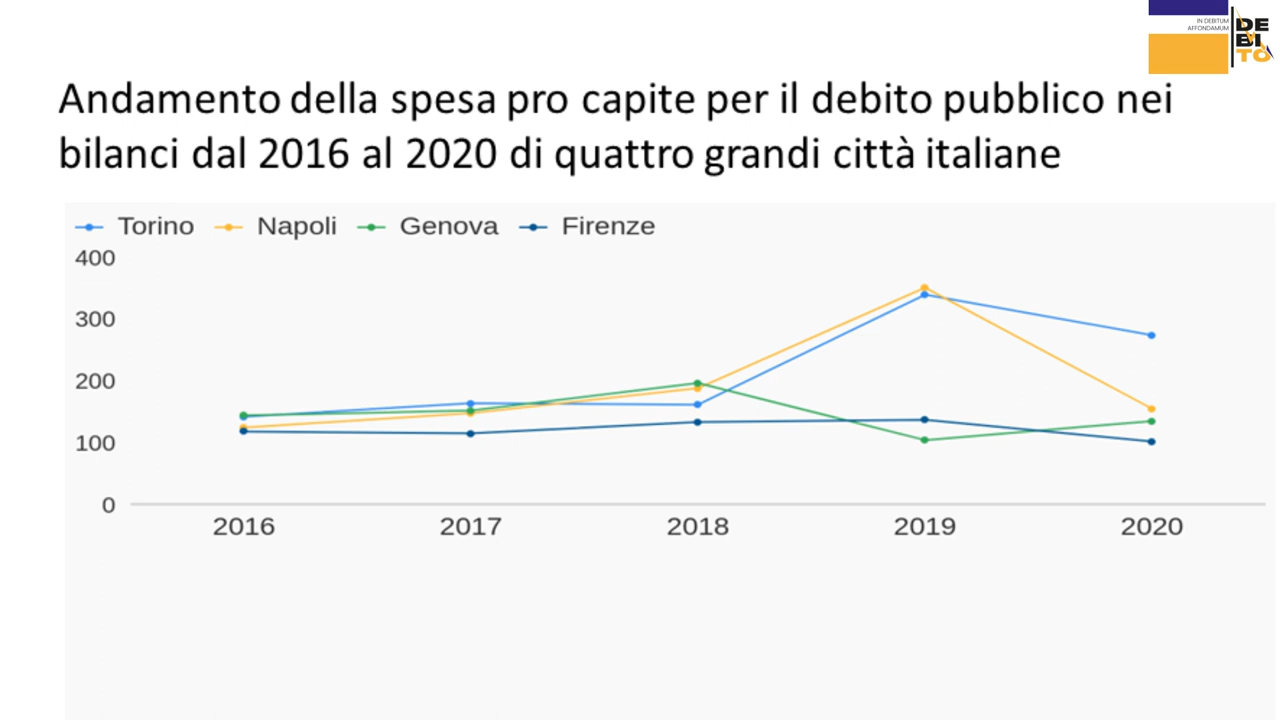 IN DEBITUM
AFFONDAMUM
DE
BI
TO
Andamento della spesa pro capite per il debito pubblico nei
bilanci dal 2016 al 2020 di quattro grandi città italiane
Torino Napoli Genova Firenze
400
300
200
100
0
2016 2017 2018 2019 2020